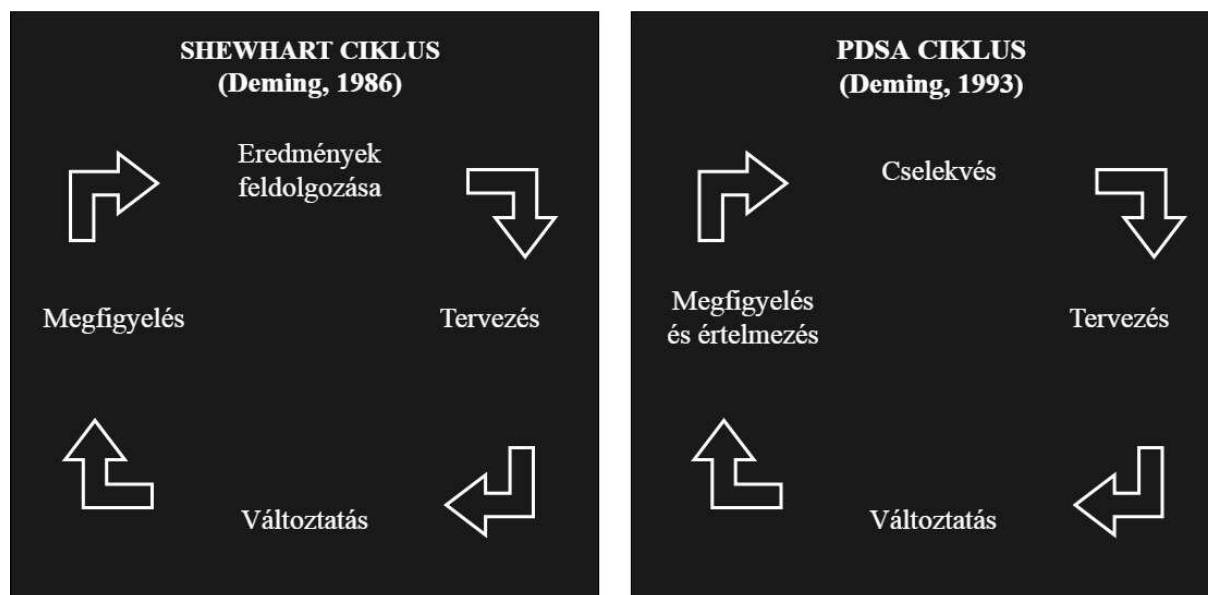 SHEWHART CIKLUS
(Deming, 1986)
Eredmények
feldolgozása
Megfigyelés
Tervezés
Változtatás
PDSA CIKLUS
(Deming, 1993)
Cselekvés
Megfigyelés
és értelmezés
Tervezés
Változtatás